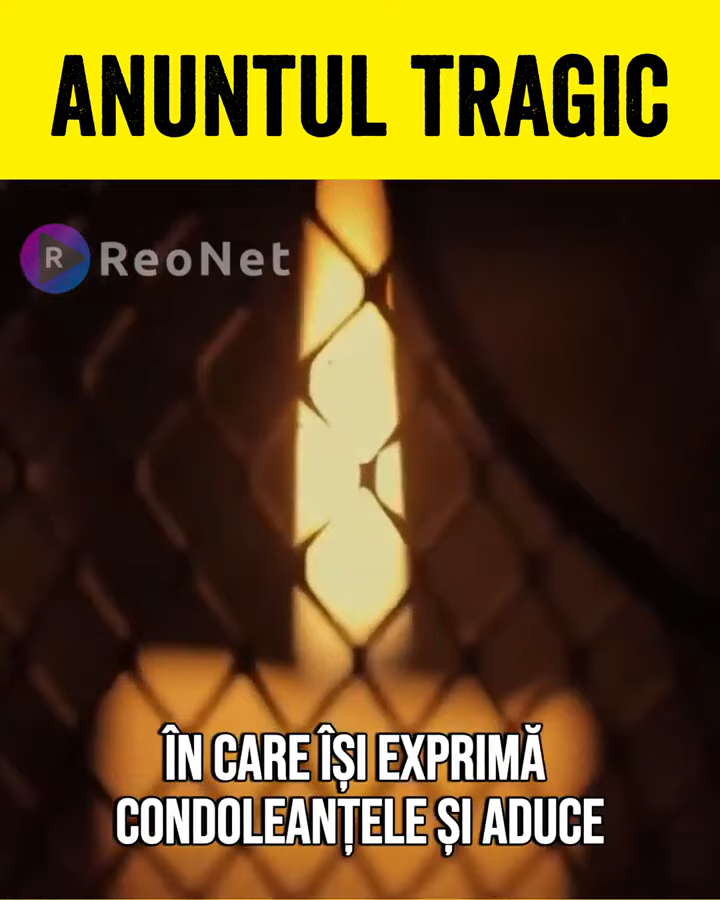 ANUNTUL TRAGIC
R ReoNet
ÎN CARE ÎȘI EXPRIMĂ
CONDOLEANȚELE ȘI ADUCE